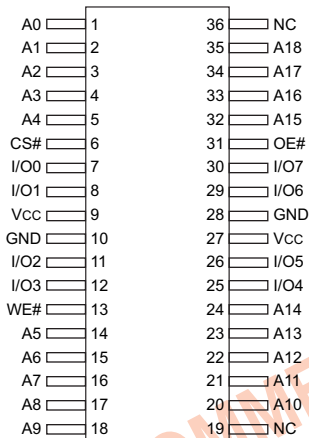 A0 1 36 NC
A1 2 35 A18
A2 3 34 A17
A3 4 33 A16
A4 5 32 A15
CS# 6 31 OE#
I/O0 7 30 I/O7
I/O1 8 29 I/O6
VCC 9 28 GND
GND 10 27 VCC
I/O2 11 26 I/O5
I/O3 12 25 I/O4
WE# 13 24 A14
A5 14 23 A13
A6 15 22 A12
A7 16 21 A11
A8 17 20 A10
A9 18 19 NC